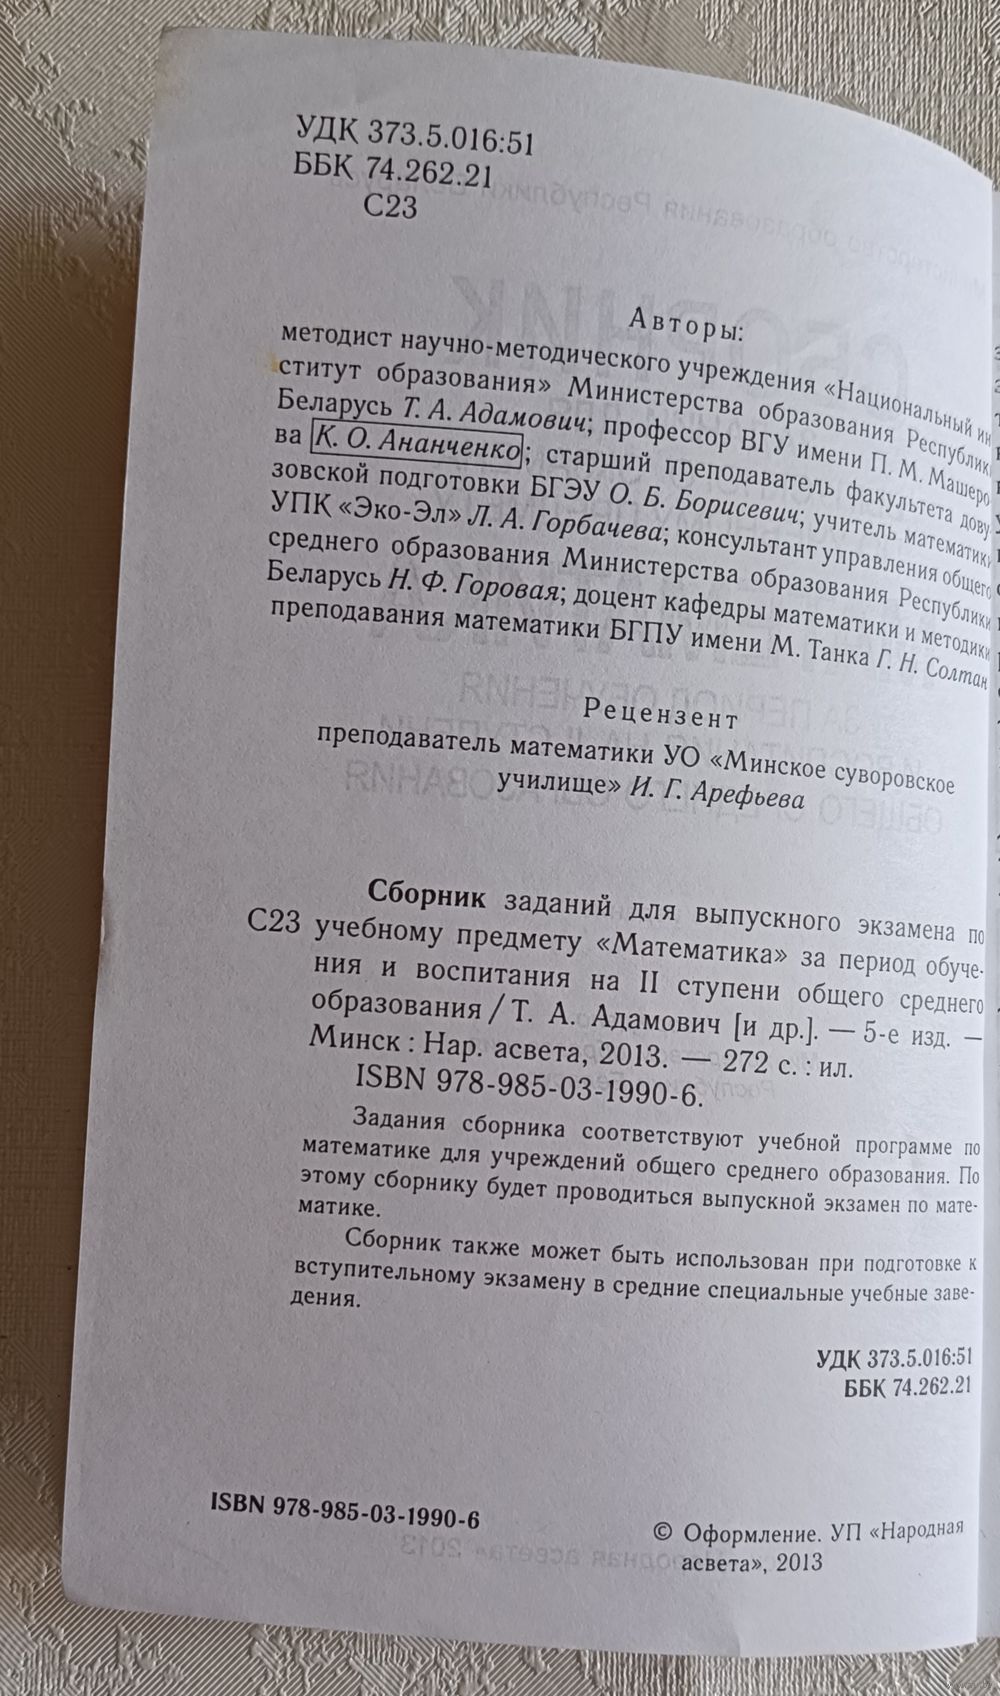 УДК 373.5.016:51
ББК 74.262.21
С23
Авторы:
методист научно-методического учреждения «Национальный ин
ститут образования» Министерства образования Республик
Беларусь Т. А. Адамович; профессор ВГУ имени П. М. Машеро
ва К. О. Ананченко; старший преподаватель факультета дову
зовской подготовки БГЭУ О. Б. Борисевич; учитель математики
УПК «Эко-Эл» Л. А. Горбачева; консультант управления общего
среднего образования Министерства образования Республики
Беларусь Н. Ф. Горовая; доцент кафедры математики и методики
преподавания математики БГПУ имени М. Танка Г. Н. Солтан
Рецензент
преподаватель математики УО «Минское суворовское
училище» И. Г. Арефьева
Сборник заданий для выпускного экзамена по
С23 учебному предмету «Математика» за период обуче-
ния и воспитания на II ступени общего среднего
образования / Т. А. Адамович [и др.]. — 5-е изд. —
Минск : Нар. асвета, 2013. — 272 с. : ил.
ISBN 978-985-03-1990-6.
Задания сборника соответствуют учебной программе по
математике для учреждений общего среднего образования. По
этому сборнику будет проводиться выпускной экзамен по мате-
матике.
Сборник также может быть использован при подготовке к
вступительному экзамену в средние специальные учебные заве-
дения.
УДК 373.5.016:51
ББК 74.262.21
ISBN 978-985-03-1990-6
© Оформление. УП «Народная
асвета», 2013